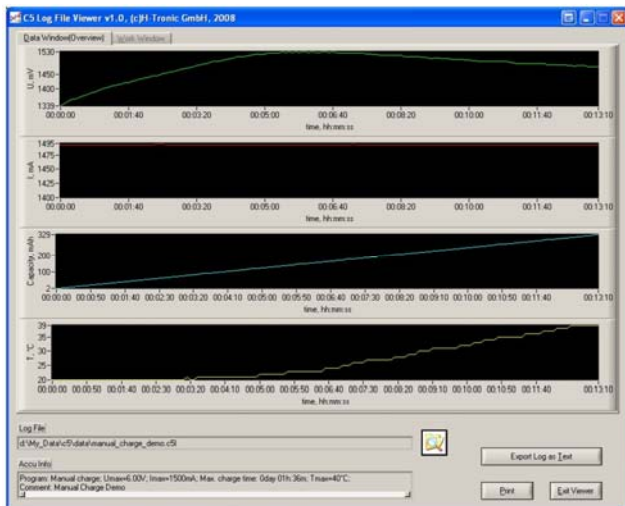 C5 Log File Viewer v1.0, (c)H-Tronic GmbH, 2008
Data Window(Overview) Work Window
1530
1450
1400
1339
U, mV
00:00:00 00:01:40 00:03:20 00:05:00 00:06:40 00:08:20 00:10:00 00:11:40 00:13:10
time, hh:mm:ss
1495
1475
1450
1425
1400
I, mA
00:00:00 00:01:40 00:03:20 00:05:00 00:06:40 00:08:20 00:10:00 00:11:40 00:13:10
time, hh:mm:ss
329
200
100
2
Capacity, mAh
00:00:00 00:00:50 00:01:40 00:02:30 00:03:20 00:04:10 00:05:00 00:05:50 00:06:40 00:07:30 00:08:20 00:09:10 00:10:00 00:10:50 00:11:40 00:13:10
time, hh:mm:ss
39
35
30
25
20
T, °C
00:00:00 00:00:50 00:01:40 00:02:30 00:03:20 00:04:10 00:05:00 00:05:50 00:06:40 00:07:30 00:08:20 00:09:10 00:10:00 00:10:50 00:11:40 00:13:10
time, hh:mm:ss
Log File
d:\My_Data\c5\data\manual_charge_demo.c5l
Export Log as Text
Accu Info
Program: Manual charge; Umax=6.00V; Imax=1500mA; Max. charge time: 0day 01h:36m; Tmax=40°C;
Comment: Manual Charge Demo
Print Exit Viewer